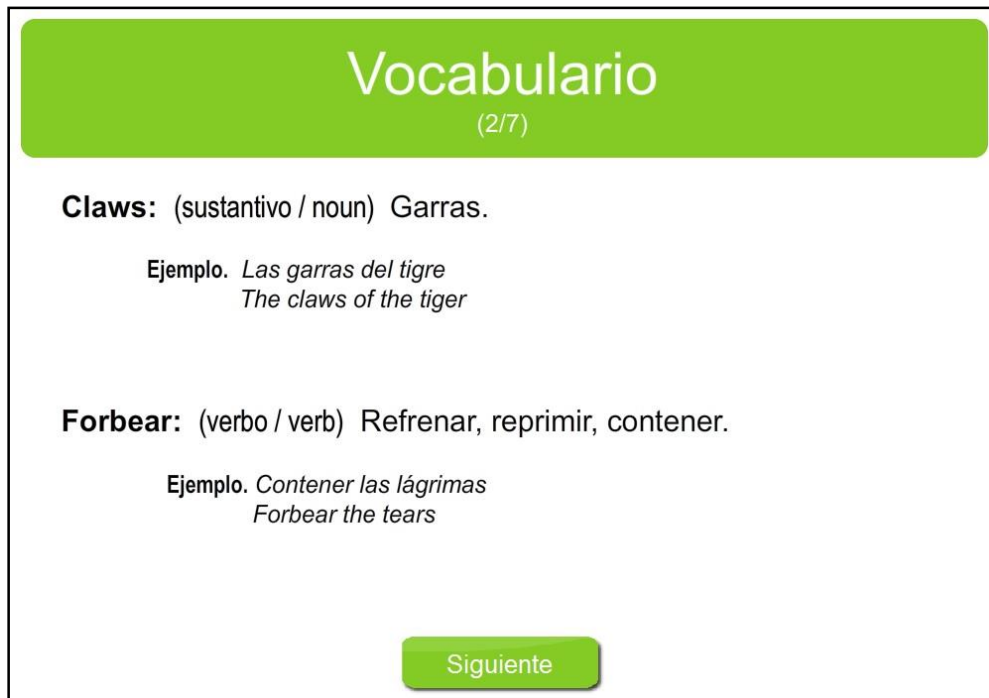 Vocabulario
(2/7)
Claws: (sustantivo / noun) Garras.
Ejemplo. Las garras del tigre
The claws of the tiger
Forbear: (verbo / verb) Refrenar, reprimir, contener.
Ejemplo. Contener las lágrimas
Forbear the tears
Siguiente